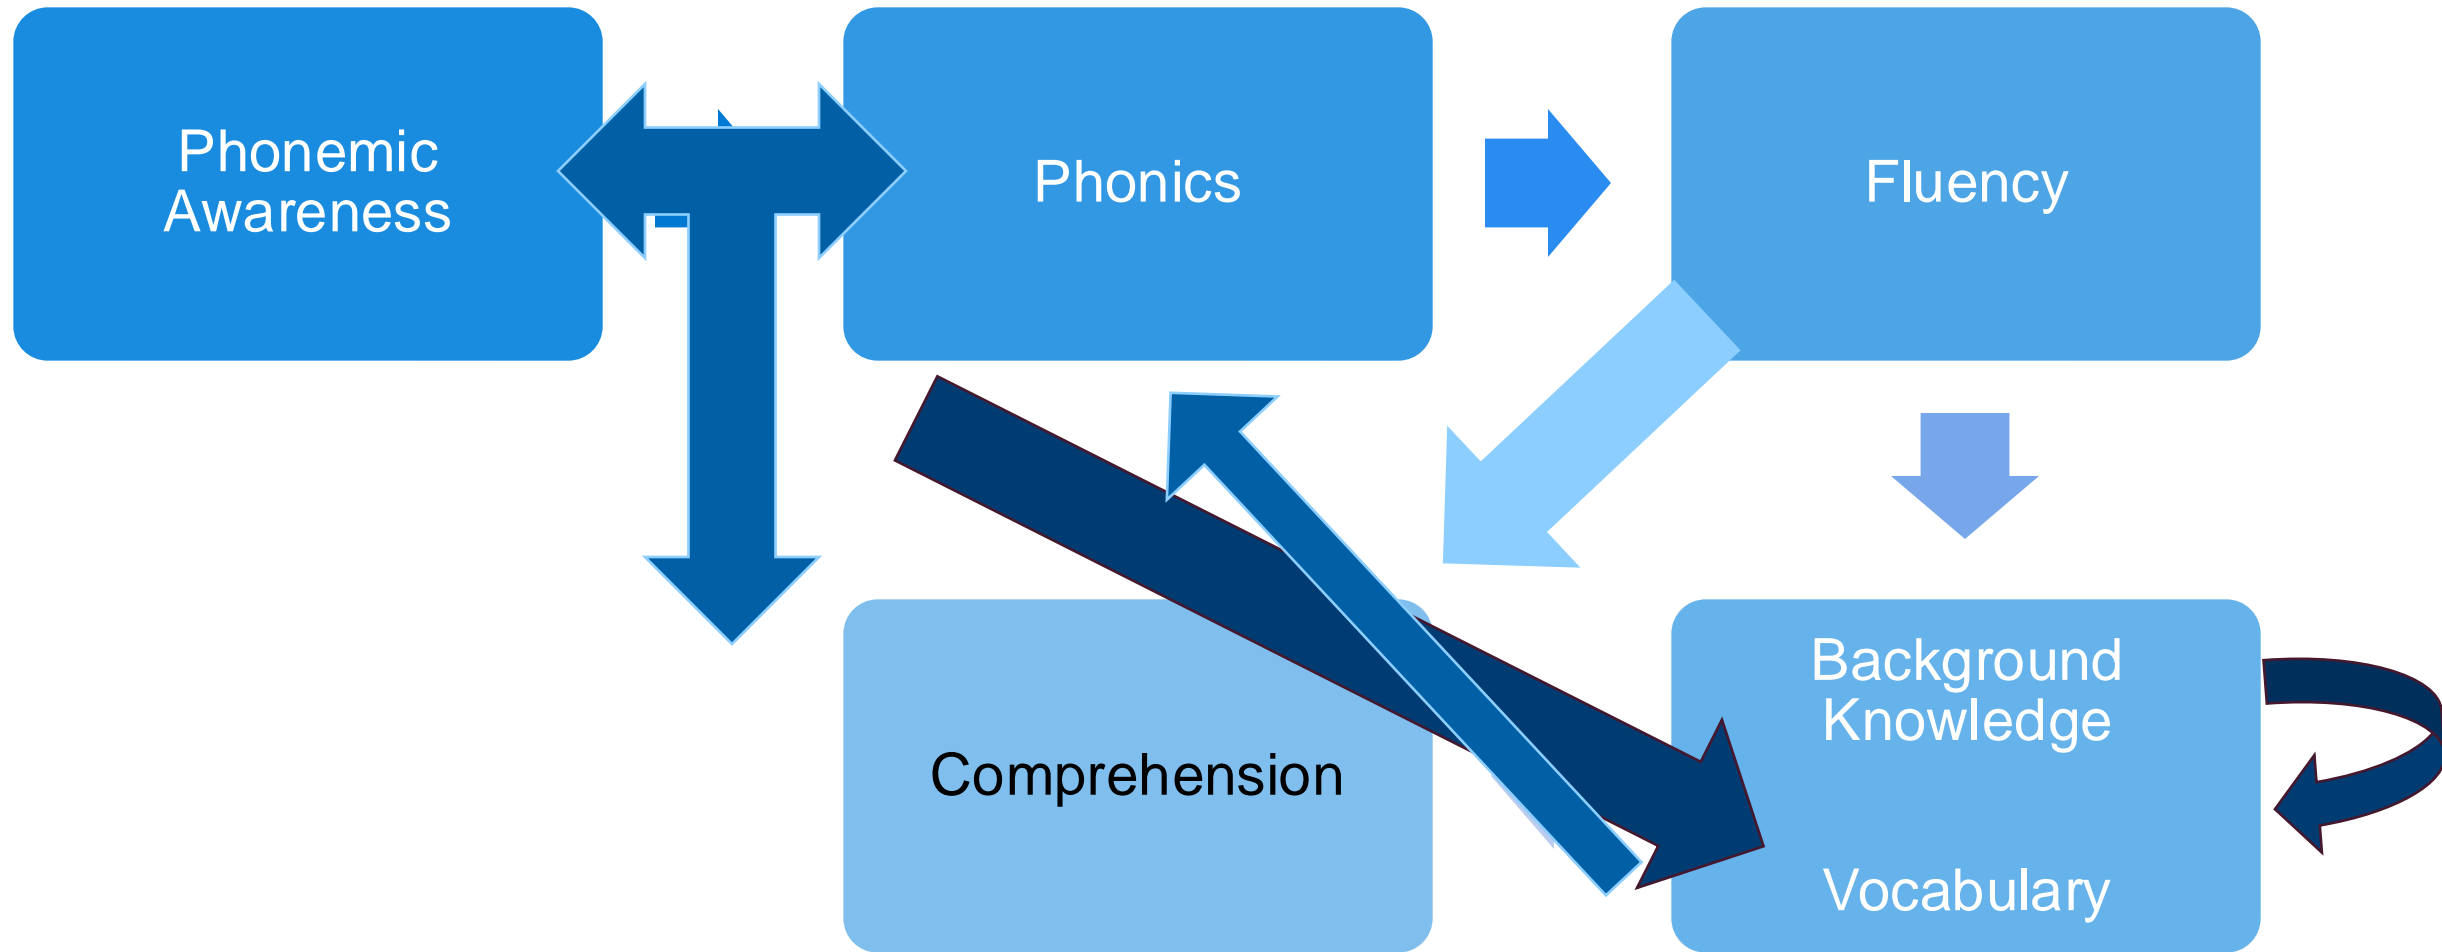 Phonemic
Awareness
Phonics
Fluency
Comprehension
Background
Knowledge
Vocabulary